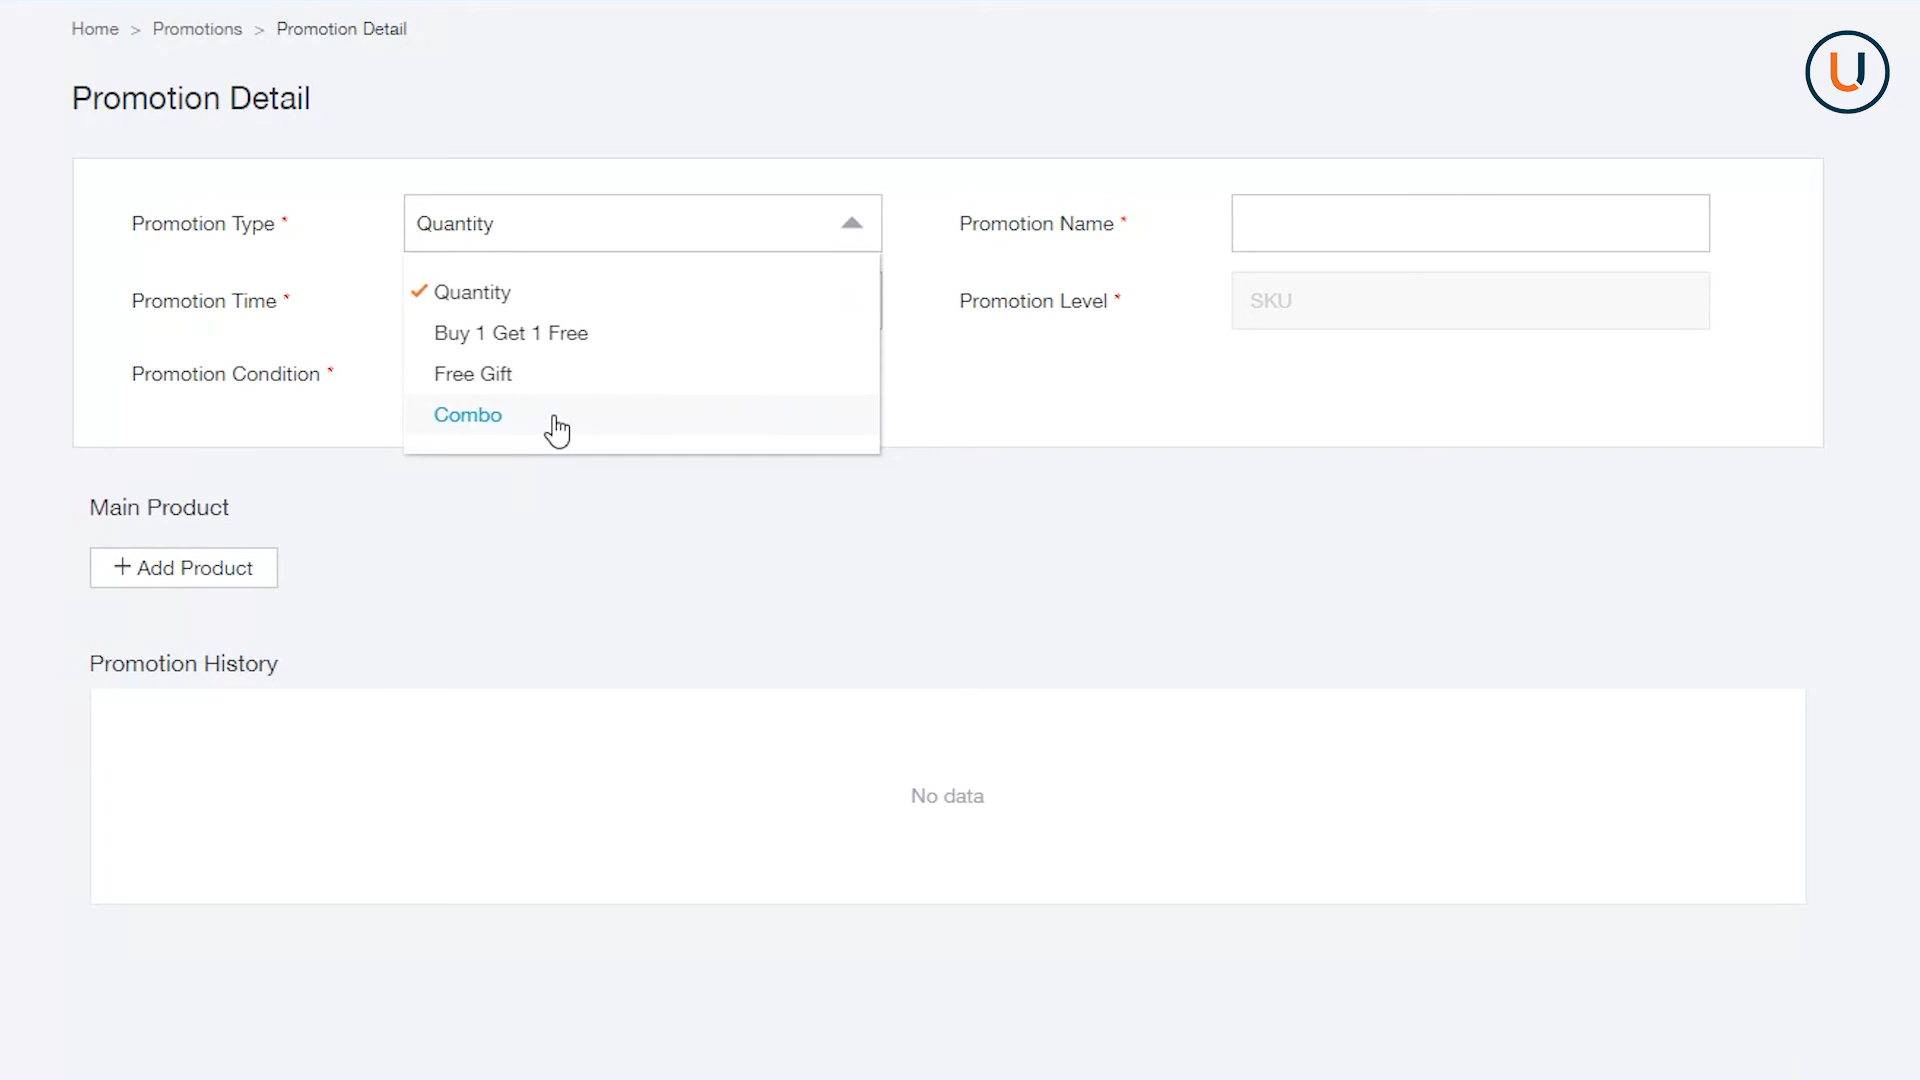 Home > Promotions > Promotion Detail
U
Promotion Detail
Promotion Type * Quantity Promotion Name *
Quantity
Promotion Time * Promotion Level * SKU
Buy 1 Get 1 Free
Promotion Condition * Free Gift
Combo
Main Product
+ Add Product
Promotion History
No data